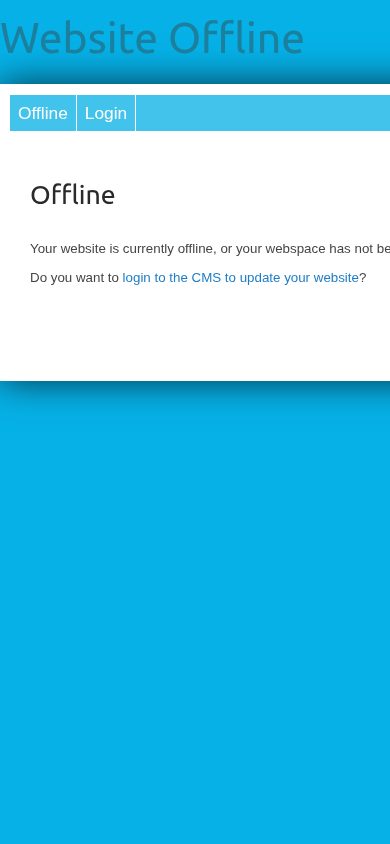 Website Offline
Offline Login
Offline
Your website is currently offline, or your webspace has not
Do you want to login to the CMS to update your website?